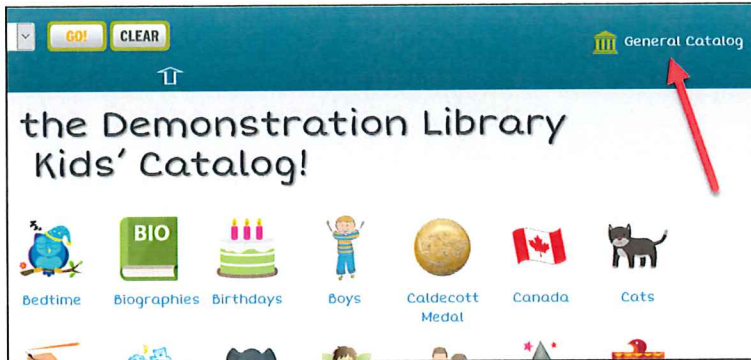 GO!
CLEAR
General Catalog
the Demonstration Library
Kids' Catalog!
BIO
Bedtime
Biographies
Birthdays
Boys
Caldecott
Medal
Canada
Cats